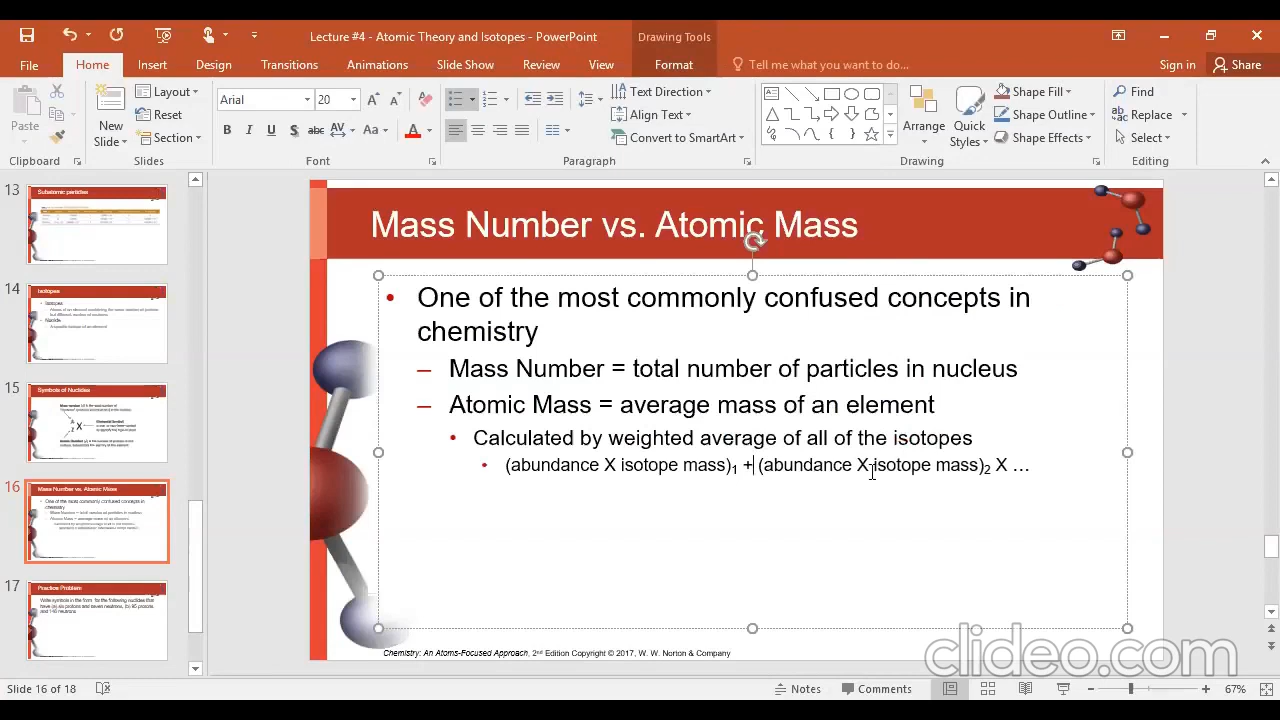 Lecture #4 - Atomic Theory and Isotopes - PowerPoint
Drawing Tools
File
Home
Insert
Design
Transitions
Animations
Slide Show
Review
View
Format
Tell me what you want to do...
Sign in
Share
Paste
New
Slide
Layout
Reset
Section
Arial
20
B I U S abc AV Aa A
Text Direction
Align Text
Convert to SmartArt
Arrange
Quick
Styles
Shape Fill
Shape Outline
Shape Effects
Find
Replace
Select
Clipboard
Slides
Font
Paragraph
Drawing
Editing
13
Subatomic particles
14
Isotopes
15
Symbols of Nuclides
16
Mass Number vs. Atomic Mass
17
Practice Problem
Mass Number vs. Atomic Mass
• One of the most commonly confused concepts in
chemistry
– Mass Number = total number of particles in nucleus
– Atomic Mass = average mass of an element
• Calculated by weighted average of all of the isotopes
• (abundance X isotope mass)₁ + (abundance X isotope mass)₂ X …
Chemistry: An Atoms-Focused Approach, 2nd Edition Copyright © 2017, W. W. Norton & Company
clideo.com
Slide 16 of 18
Notes
Comments
67%